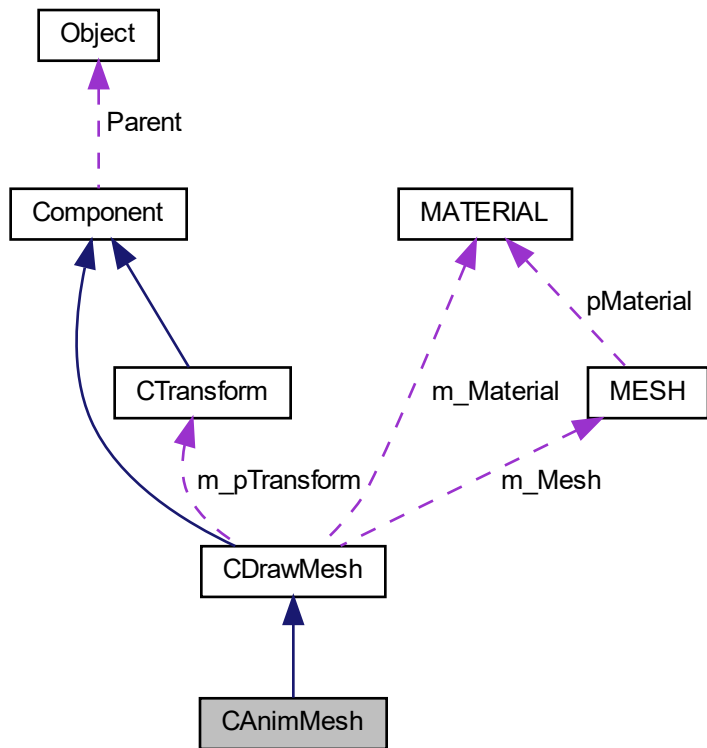 Object
Parent
Component
MATERIAL
pMaterial
CTransform
m_Material
MESH
m_pTransform
m_Mesh
CDrawMesh
CAnimMesh